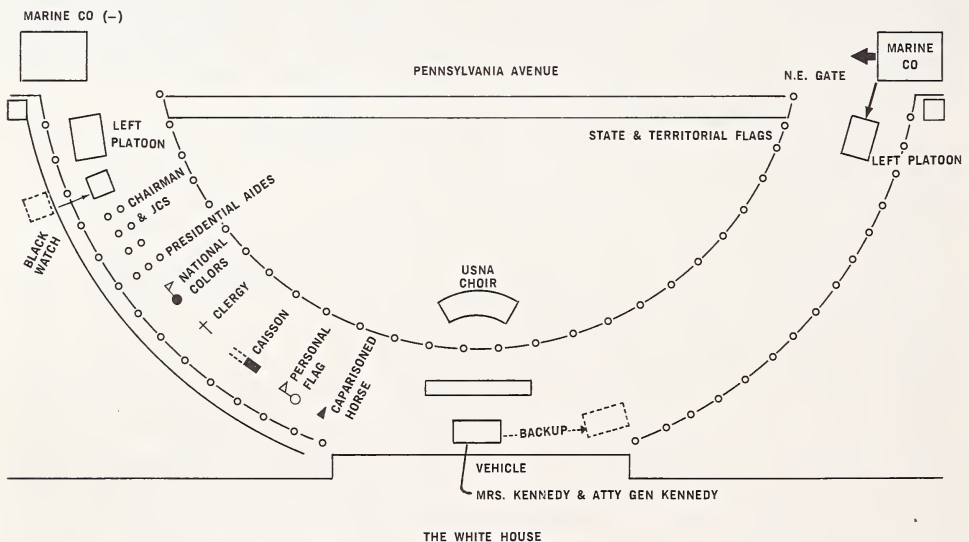 MARINE CO (–)
MARINE
CO
PENNSYLVANIA AVENUE
N.E. GATE
STATE & TERRITORIAL FLAGS
LEFT
PLATOON
LEFT PLATOON
CHAIRMAN
& JCS
BLACK
WATCH
PRESIDENTIAL AIDES
NATIONAL
COLORS
CLERGY
CAISSON
PERSONAL
FLAG
CAPARISONED
HORSE
USNA
CHOIR
BACKUP
VEHICLE
MRS. KENNEDY & ATTY GEN KENNEDY
THE WHITE HOUSE